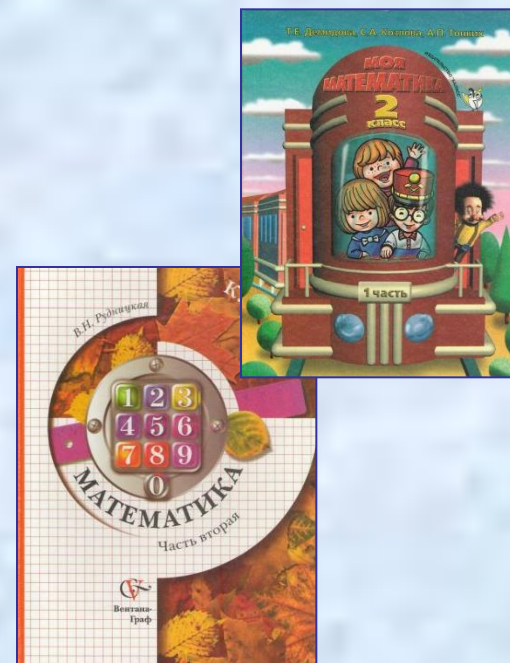 Т.Е. Демидова, С.А. Козлова, А.П. Тонких
МОЯ
МАТЕМАТИКА
2
класс
1 часть
В.Н. Рудницкая
К
1 2 3
4 5 6
7 8 9
0
МАТЕМАТИКА
Часть вторая
Вентана-
Граф